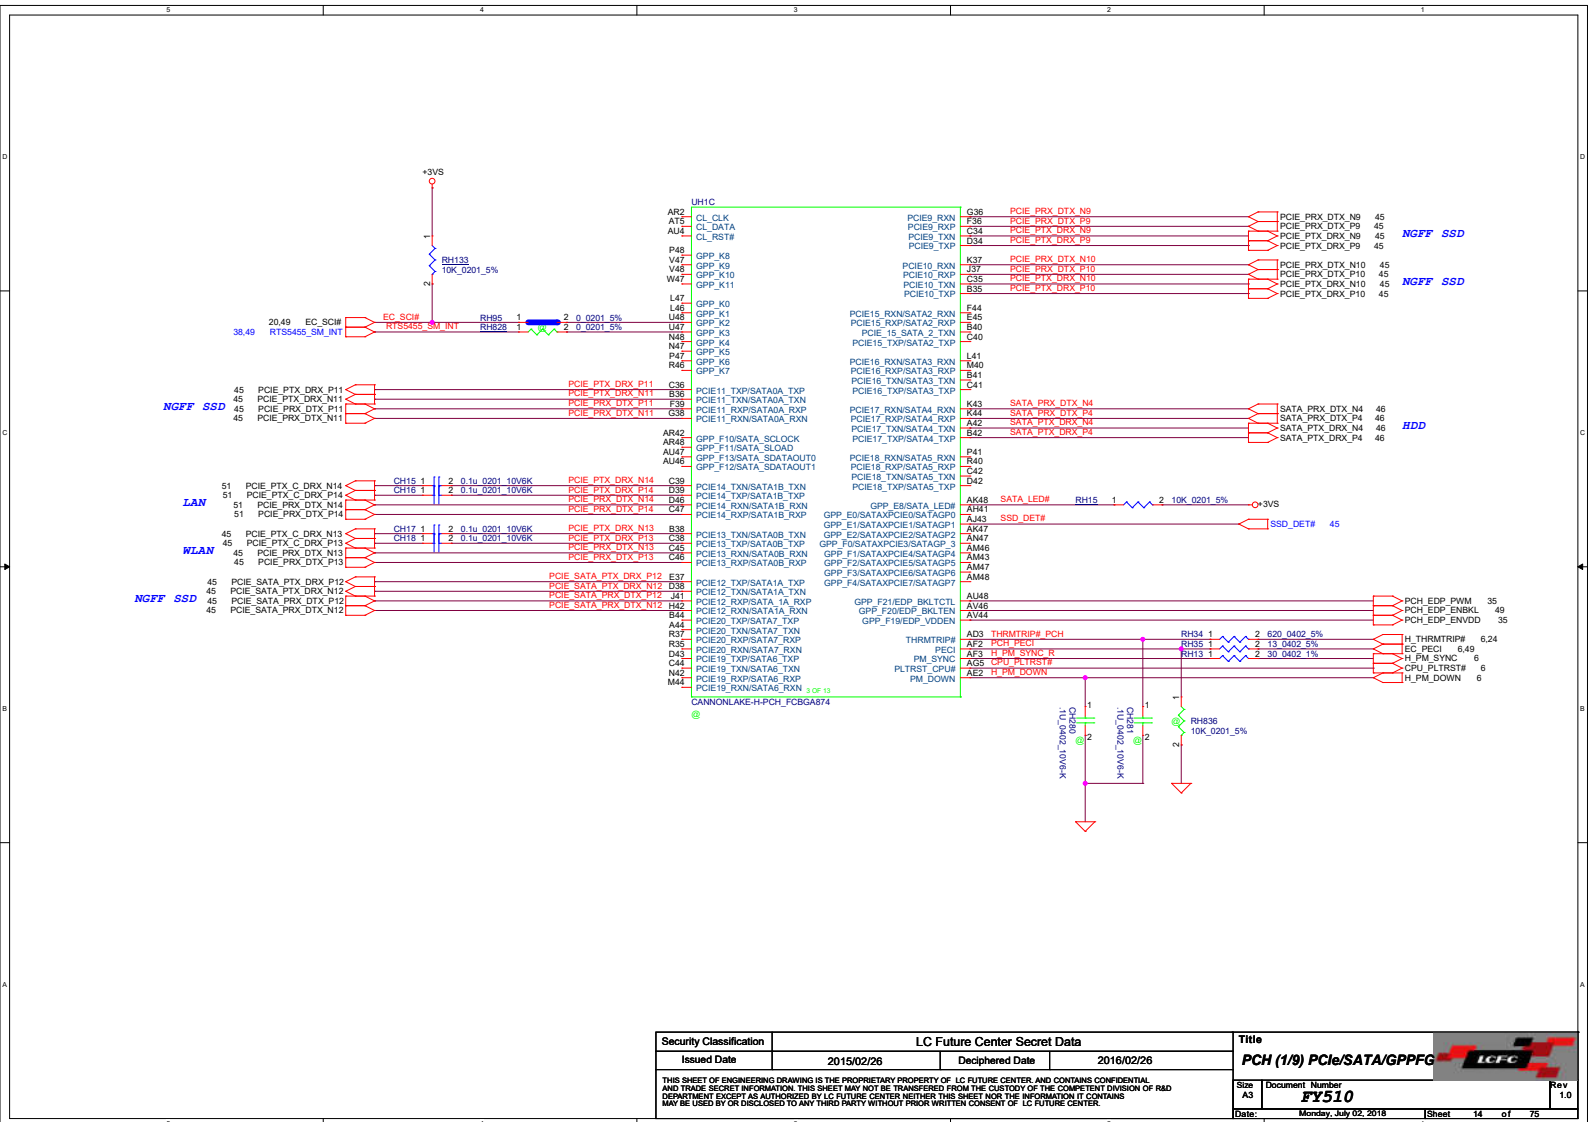 5 4 3 2 1
D D
C C
B B
A A
+3VS
1
RH133
10K_0201_5%
2
20,49 EC_SCI# EC_SCI# RH95 1 2 0_0201_5%
38,49 RTS5455_SM_INT RTS5455_SM_INT RH828 1 2 0_0201_5%
@
NGFF SSD
45 PCIE_PTX_DRX_P11 PCIE_PTX_DRX_P11 C36
45 PCIE_PTX_DRX_N11 PCIE_PTX_DRX_N11 B36
45 PCIE_PRX_DTX_P11 PCIE_PRX_DTX_P11 F39
45 PCIE_PRX_DTX_N11 PCIE_PRX_DTX_N11 G38
LAN
51 PCIE_PTX_C_DRX_N14 CH15 1 2 0.1u_0201_10V6K PCIE_PTX_DRX_N14 C39
51 PCIE_PTX_C_DRX_P14 CH16 1 2 0.1u_0201_10V6K PCIE_PTX_DRX_P14 D39
51 PCIE_PRX_DTX_N14 PCIE_PRX_DTX_N14 D46
51 PCIE_PRX_DTX_P14 PCIE_PRX_DTX_P14 C47
WLAN
45 PCIE_PTX_C_DRX_N13 CH17 1 2 0.1u_0201_10V6K PCIE_PTX_DRX_N13 B38
45 PCIE_PTX_C_DRX_P13 CH18 1 2 0.1u_0201_10V6K PCIE_PTX_DRX_P13 C38
45 PCIE_PRX_DTX_N13 PCIE_PRX_DTX_N13 C45
45 PCIE_PRX_DTX_P13 PCIE_PRX_DTX_P13 C46
NGFF SSD
45 PCIE_SATA_PTX_DRX_P12 PCIE_SATA_PTX_DRX_P12 E37
45 PCIE_SATA_PTX_DRX_N12 PCIE_SATA_PTX_DRX_N12 D38
45 PCIE_SATA_PRX_DTX_P12 PCIE_SATA_PRX_DTX_P12 J41
45 PCIE_SATA_PRX_DTX_N12 PCIE_SATA_PRX_DTX_N12 H42
UH1C
AR2 CL_CLK
AT5 CL_DATA
AU4 CL_RST#
P48 GPP_K8
V47 GPP_K9
V48 GPP_K10
W47 GPP_K11
L47 GPP_K0
L46 GPP_K1
U48 GPP_K2
U47 GPP_K3
N48 GPP_K4
N47 GPP_K5
P47 GPP_K6
R46 GPP_K7
PCIE11_TXP/SATA0A_TXP
PCIE11_TXN/SATA0A_TXN
PCIE11_RXP/SATA0A_RXP
PCIE11_RXN/SATA0A_RXN
AR42 GPP_F10/SATA_SCLOCK
AR48 GPP_F11/SATA_SLOAD
AU47 GPP_F13/SATA_SDATAOUT0
AU46 GPP_F12/SATA_SDATAOUT1
PCIE14_TXN/SATA1B_TXN
PCIE14_TXP/SATA1B_TXP
PCIE14_RXN/SATA1B_RXN
PCIE14_RXP/SATA1B_RXP
PCIE13_TXN/SATA0B_TXN
PCIE13_TXP/SATA0B_TXP
PCIE13_RXN/SATA0B_RXN
PCIE13_RXP/SATA0B_RXP
PCIE12_TXP/SATA1A_TXP
PCIE12_TXN/SATA1A_TXN
PCIE12_RXP/SATA_1A_RXP
PCIE12_RXN/SATA1A_RXN
B44 PCIE20_TXP/SATA7_TXP
A44 PCIE20_TXN/SATA7_TXN
R37 PCIE20_RXP/SATA7_RXP
R35 PCIE20_RXN/SATA7_RXN
D43 PCIE19_TXP/SATA6_TXP
C44 PCIE19_TXN/SATA6_TXN
N42 PCIE19_RXP/SATA6_RXP
M44 PCIE19_RXN/SATA6_RXN
3 OF 13
CANNONLAKE-H-PCH_FCBGA874
@
PCIE9_RXN G36 PCIE_PRX_DTX_N9 PCIE_PRX_DTX_N9 45
PCIE9_RXP F36 PCIE_PRX_DTX_P9 PCIE_PRX_DTX_P9 45
PCIE9_TXN C34 PCIE_PTX_DRX_N9 PCIE_PTX_DRX_N9 45
PCIE9_TXP D34 PCIE_PTX_DRX_P9 PCIE_PTX_DRX_P9 45
NGFF SSD
PCIE10_RXN K37 PCIE_PRX_DTX_N10 PCIE_PRX_DTX_N10 45
PCIE10_RXP J37 PCIE_PRX_DTX_P10 PCIE_PRX_DTX_P10 45
PCIE10_TXN C35 PCIE_PTX_DRX_N10 PCIE_PTX_DRX_N10 45
PCIE10_TXP B35 PCIE_PTX_DRX_P10 PCIE_PTX_DRX_P10 45
NGFF SSD
PCIE15_RXN/SATA2_RXN F44
PCIE15_RXP/SATA2_RXP E45
PCIE_15_SATA_2_TXN B40
PCIE15_TXP/SATA2_TXP C40
PCIE16_RXN/SATA3_RXN L41
PCIE16_RXP/SATA3_RXP M40
PCIE16_TXN/SATA3_TXN B41
PCIE16_TXP/SATA3_TXP C41
PCIE17_RXN/SATA4_RXN K43 SATA_PRX_DTX_N4 SATA_PRX_DTX_N4 46
PCIE17_RXP/SATA4_RXP K44 SATA_PRX_DTX_P4 SATA_PRX_DTX_P4 46
PCIE17_TXN/SATA4_TXN A42 SATA_PTX_DRX_N4 SATA_PTX_DRX_N4 46
PCIE17_TXP/SATA4_TXP B42 SATA_PTX_DRX_P4 SATA_PTX_DRX_P4 46
HDD
PCIE18_RXN/SATA5_RXN P41
PCIE18_RXP/SATA5_RXP R40
PCIE18_TXN/SATA5_TXN C42
PCIE18_TXP/SATA5_TXP D42
GPP_E8/SATA_LED# AK48 SATA_LED# RH15 1 2 10K_0201_5% +3VS
GPP_E0/SATAXPCIE0/SATAGP0 AH41
GPP_E1/SATAXPCIE1/SATAGP1 AJ43 SSD_DET# SSD_DET# 45
GPP_E2/SATAXPCIE2/SATAGP2 AK47
GPP_F0/SATAXPCIE3/SATAGP_3 AN47
GPP_F1/SATAXPCIE4/SATAGP4 AM46
GPP_F2/SATAXPCIE5/SATAGP5 AM43
GPP_F3/SATAXPCIE6/SATAGP6 AM47
GPP_F4/SATAXPCIE7/SATAGP7 AM48
GPP_F21/EDP_BKLTCTL AU48 PCH_EDP_PWM 35
GPP_F20/EDP_BKLTEN AV46 PCH_EDP_ENBKL 49
GPP_F19/EDP_VDDEN AV44 PCH_EDP_ENVDD 35
THRMTRIP# AD3 THRMTRIP#_PCH RH34 1 2 620_0402_5% H_THRMTRIP# 6,24
PECI AF2 PCH_PECI RH35 1 2 13_0402_5% EC_PECI 6,49
PM_SYNC AF3 H_PM_SYNC_R RH13 1 2 30_0402_1% H_PM_SYNC 6
PLTRST_CPU# AG5 CPU_PLTRST# CPU_PLTRST# 6
PM_DOWN AE2 H_PM_DOWN H_PM_DOWN 6
CH280 .1U_0402_10V6-K 1 2 @
CH281 .1U_0402_10V6-K 1 2 @
1 RH836
@ 10K_0201_5%
2
Security Classification LC Future Center Secret Data
Issued Date 2015/02/26 Deciphered Date 2016/02/26
THIS SHEET OF ENGINEERING DRAWING IS THE PROPRIETARY PROPERTY OF LC FUTURE CENTER. AND CONTAINS CONFIDENTIAL
AND TRADE SECRET INFORMATION. THIS SHEET MAY NOT BE TRANSFERED FROM THE CUSTODY OF THE COMPETENT DIVISION OF R&D
DEPARTMENT EXCEPT AS AUTHORIZED BY LC FUTURE CENTER NEITHER THIS SHEET NOR THE INFORMATION IT CONTAINS
MAY BE USED BY OR DISCLOSED TO ANY THIRD PARTY WITHOUT PRIOR WRITTEN CONSENT OF LC FUTURE CENTER.
Title
PCH (1/9) PCIe/SATA/GPPFG
LCFC
Size Document Number Rev
A3 FY510 1.0
Date: Monday, July 02, 2018 Sheet 14 of 75